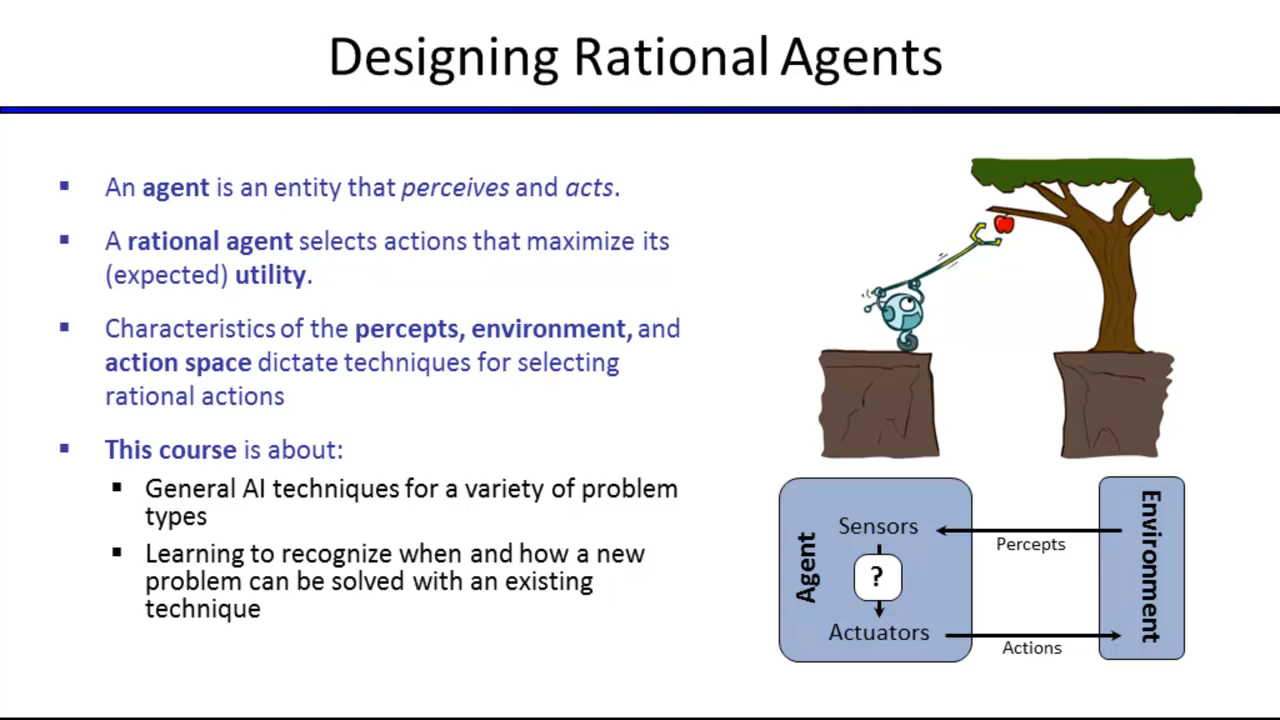 Designing Rational Agents
▪ An agent is an entity that perceives and acts.
▪ A rational agent selects actions that maximize its
(expected) utility.
▪ Characteristics of the percepts, environment, and
action space dictate techniques for selecting
rational actions
▪ This course is about:
▪ General AI techniques for a variety of problem
types
▪ Learning to recognize when and how a new
problem can be solved with an existing
technique
Agent
Sensors
?
Actuators
Percepts
Actions
Environment